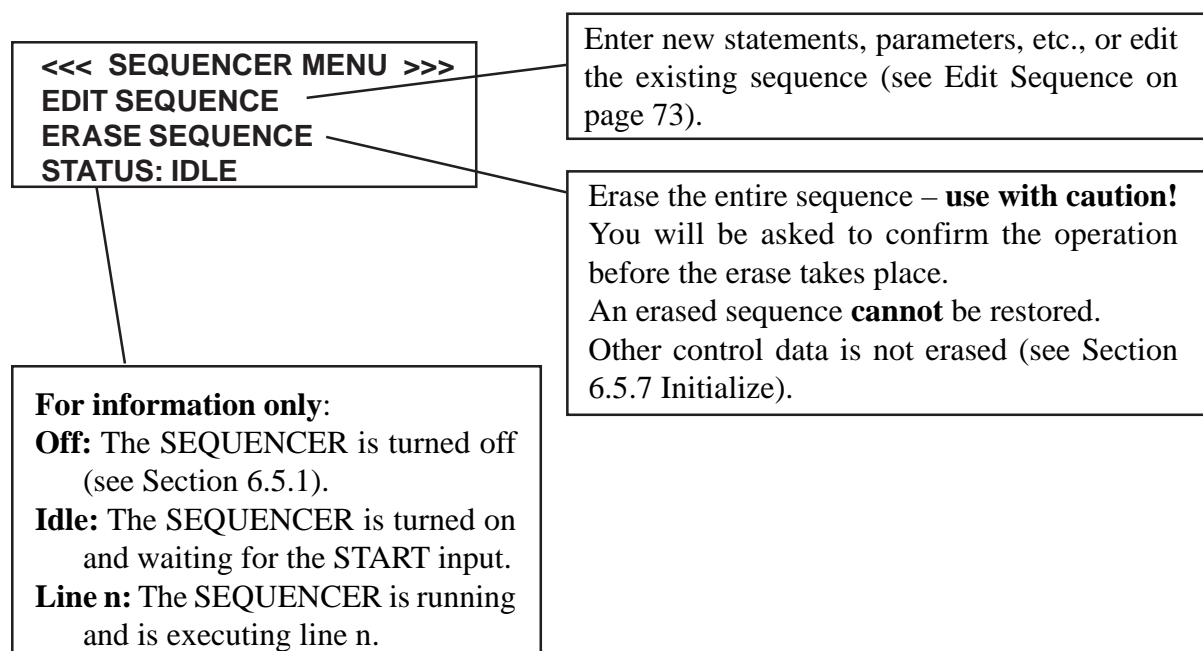 <<< SEQUENCER MENU >>>
EDIT SEQUENCE
ERASE SEQUENCE
STATUS: IDLE
Enter new statements, parameters, etc., or edit
the existing sequence (see Edit Sequence on
page 73).
Erase the entire sequence – use with caution!
You will be asked to confirm the operation
before the erase takes place.
An erased sequence cannot be restored.
Other control data is not erased (see Section
6.5.7 Initialize).
For information only:
Off: The SEQUENCER is turned off
(see Section 6.5.1).
Idle: The SEQUENCER is turned on
and waiting for the START input.
Line n: The SEQUENCER is running
and is executing line n.